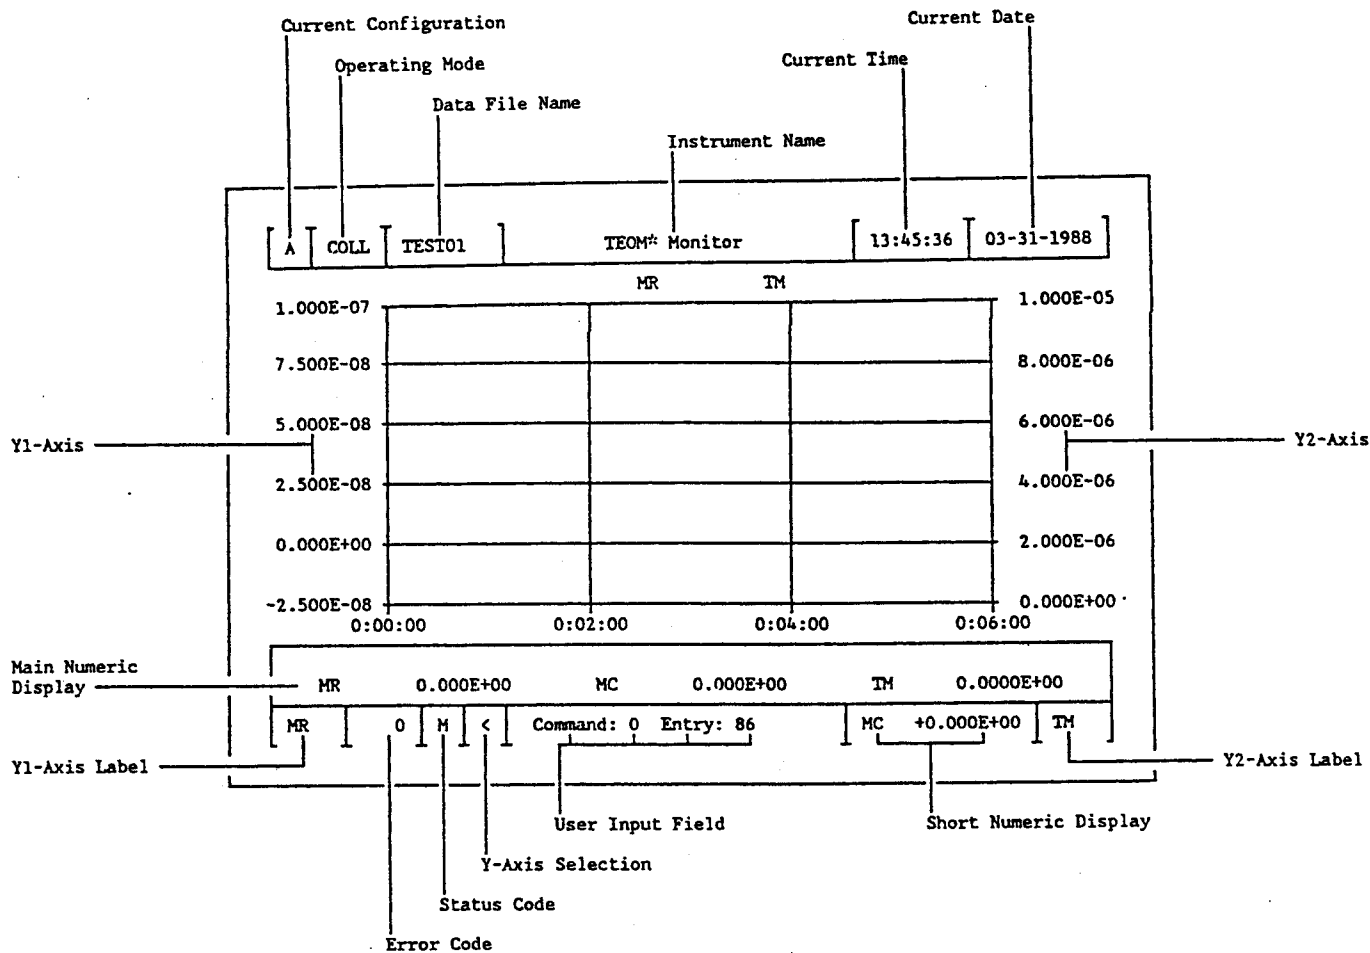 Current Configuration
Current Date
Operating Mode
Current Time
Data File Name
Instrument Name
A COLL TEST01 TEOM* Monitor 13:45:36 03-31-1988
MR TM
1.000E-07 1.000E-05
7.500E-08 8.000E-06
5.000E-08 6.000E-06
Y1-Axis Y2-Axis
2.500E-08 4.000E-06
0.000E+00 2.000E-06
-2.500E-08 0.000E+00
0:00:00 0:02:00 0:04:00 0:06:00
Main Numeric
Display
MR 0.000E+00 MC 0.000E+00 TM 0.0000E+00
MR 0 M < Command: 0 Entry: 86 MC +0.000E+00 TM
Y1-Axis Label Y2-Axis Label
User Input Field Short Numeric Display
Y-Axis Selection
Status Code
Error Code